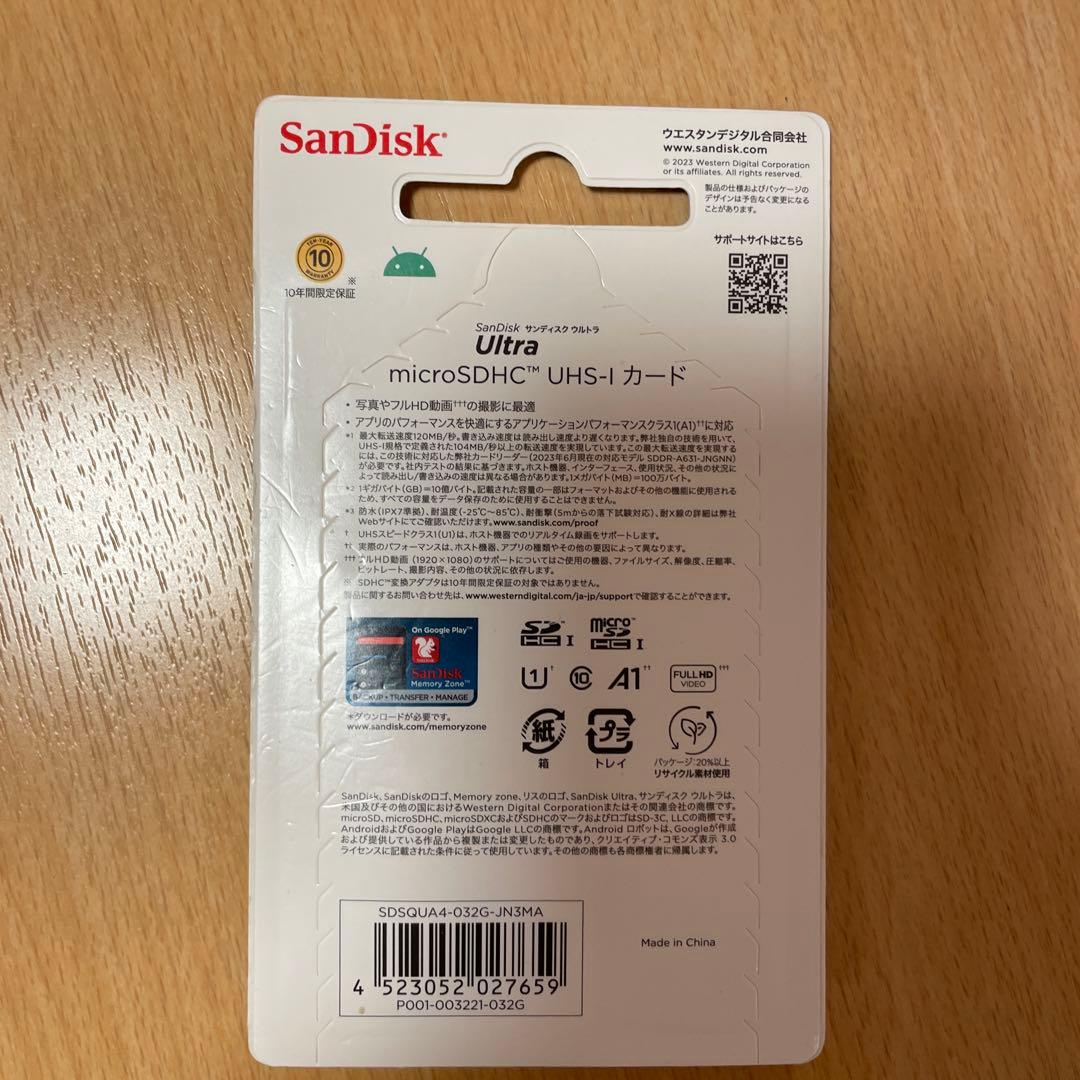 SanDisk
ウエスタンデジタル合同会社
www.sandisk.com
© 2023 Western Digital Corporation
or its affiliates. All rights reserved.
製品の仕様およびパッケージの
デザインは予告なく変更になる
ことがあります。
サポートサイトはこちら
TEN-YEAR
10
WARRANTY
※
10年間限定保証
SanDisk サンディスク ウルトラ
Ultra
microSDHC™ UHS-I カード
・写真やフルHD動画†††の撮影に最適
・アプリのパフォーマンスを快適にするアプリケーションパフォーマンスクラス1(A1)††に対応
*1 最大転送速度120MB/秒。書き込み速度は読み出し速度より遅くなります。弊社独自の技術を用いて、
UHS-I規格で定義された104MB/秒以上の転送速度を実現しています。この最大転送速度を実現する
には、この技術に対応した弊社カードリーダー(2023年6月現在の対応モデル SDDR-A631-JNGNN)
が必要です。社内テストの結果に基づきます。ホスト機器、インターフェース、使用状況、その他の状況に
よって読み出し/書き込みの速度は異なる場合があります。1メガバイト(MB)=100万バイト。
*2 1ギガバイト(GB)=10億バイト。記載された容量の一部はフォーマットおよびその他の機能に使用される
ため、すべての容量をデータ保存のために使用することはできません。
*3 防水(IPX7準拠)、耐温度(-25℃～85℃)、耐衝撃(5mからの落下試験対応)、耐X線の詳細は弊社
Webサイトにてご確認いただけます。www.sandisk.com/proof
† UHSスピードクラス1(U1)は、ホスト機器でのリアルタイム録画をサポートします。
†† 実際のパフォーマンスは、ホスト機器、アプリの種類やその他の要因によって異なります。
††† フルHD動画(1920×1080)のサポートについてはご使用の機器、ファイルサイズ、解像度、圧縮率、
ビットレート、撮影内容、その他の状況に依存します。
※ SDHC™変換アダプタは10年間限定保証の対象ではありません。
製品に関するお問い合わせ先は、www.westerndigital.com/ja-jp/supportで確認することができます。
On Google Play™
SanDisk
SanDisk
Memory Zone™
BACKUP・TRANSFER・MANAGE
*ダウンロードが必要です。
www.sandisk.com/memoryzone
SD HC I
micro SD HC I
1† 10 A1†† FULL HD VIDEO†††
紙 プラ
箱 トレイ
パッケージ:20%以上
リサイクル素材使用
SanDisk、SanDiskのロゴ、Memory zone、リスのロゴ、SanDisk Ultra、サンディスク ウルトラは、
米国及びその他の国におけるWestern Digital Corporationまたはその関連会社の商標です。
microSD、microSDHC、microSDXCおよびSDHCのマークおよびロゴはSD-3C, LLCの商標です。
AndroidおよびGoogle PlayはGoogle LLCの商標です。Android ロボットは、Googleが作成
および提供している作品から複製または変更したものであり、クリエイティブ・コモンズ表示 3.0
ライセンスに記載された条件に従って使用しています。その他の商標も各商標権者に帰属します。
SDSQUA4-032G-JN3MA
4 523052 027659
P001-003221-032G
Made in China